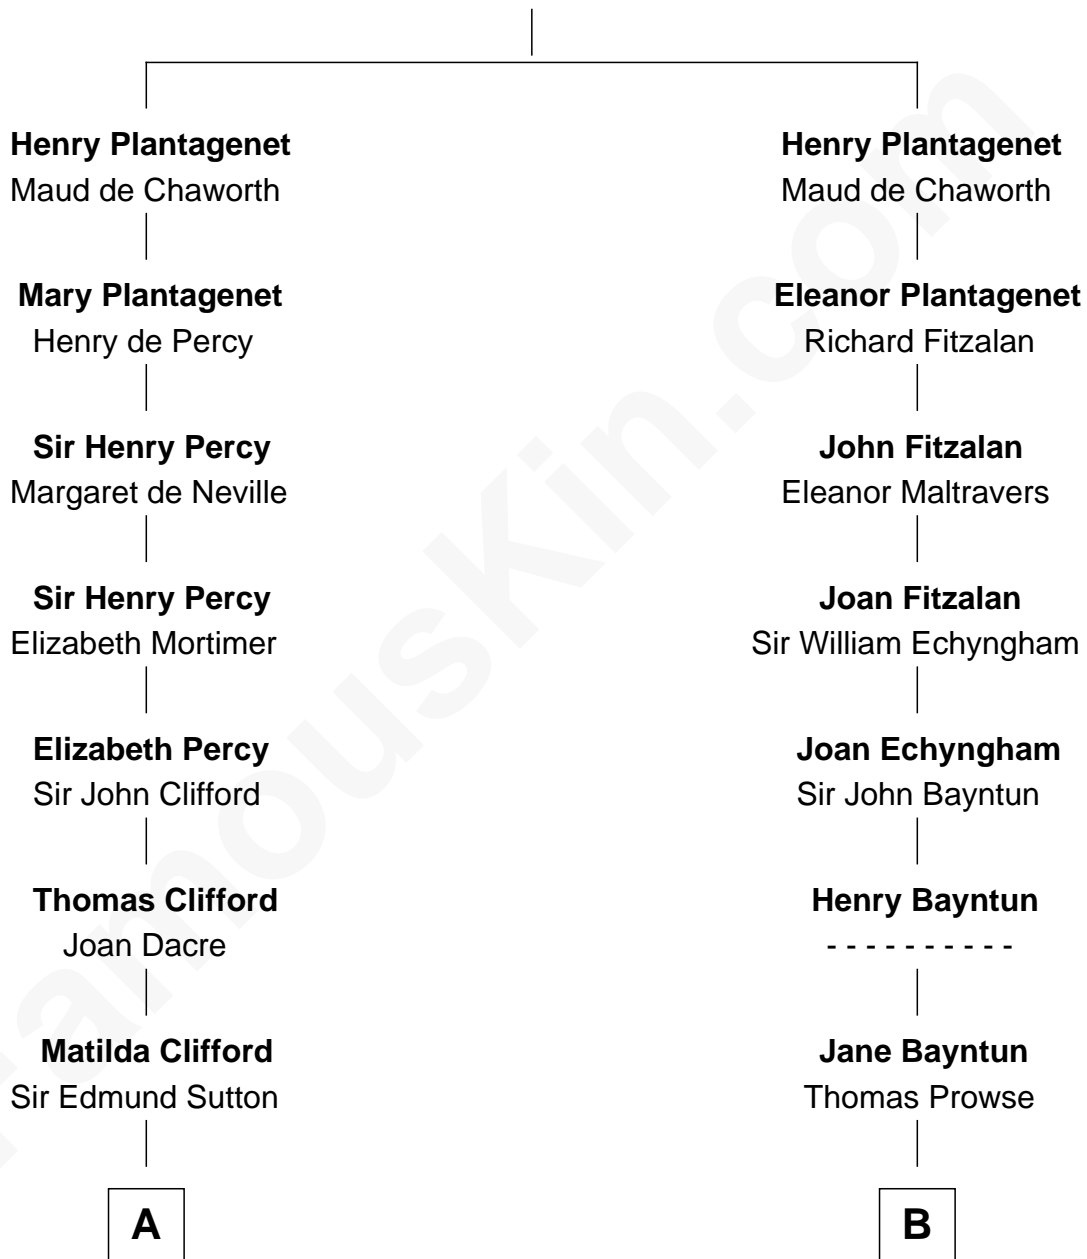 Henry Plantagenet
Maud de Chaworth
Mary Plantagenet
Henry de Percy
Sir Henry Percy
Margaret de Neville
Sir Henry Percy
Elizabeth Mortimer
Elizabeth Percy
Sir John Clifford
Thomas Clifford
Joan Dacre
Matilda Clifford
Sir Edmund Sutton
A
Henry Plantagenet
Maud de Chaworth
Eleanor Plantagenet
Richard Fitzalan
John Fitzalan
Eleanor Maltravers
Joan Fitzalan
Sir William Echyngham
Joan Echyngham
Sir John Bayntun
Henry Bayntun
- - - - - - - - - -
Jane Bayntun
Thomas Prowse
B
FamousKin.com